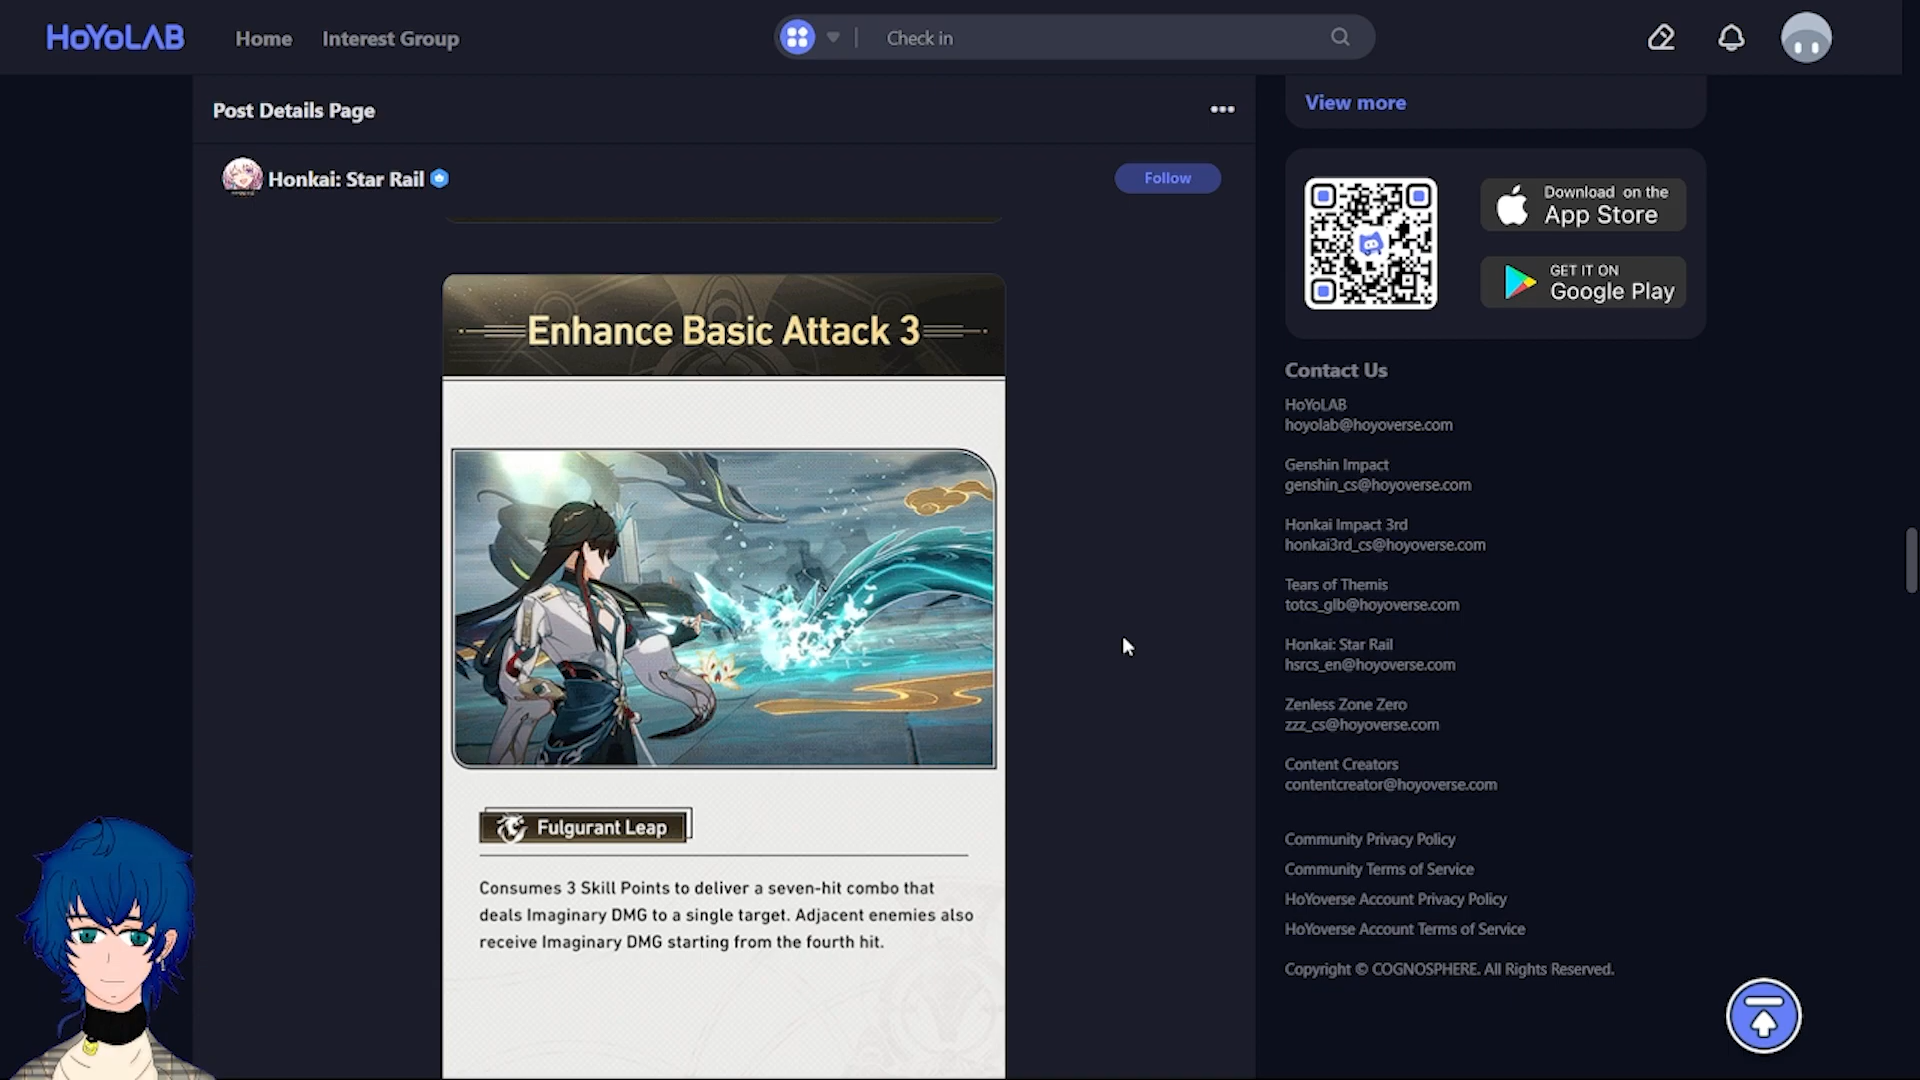 HoYoLAB
Home
Interest Group
Check in
Post Details Page
Honkai: Star Rail
Follow
Enhance Basic Attack 3
Fulgurant Leap
Consumes 3 Skill Points to deliver a seven-hit combo that
deals Imaginary DMG to a single target. Adjacent enemies also
receive Imaginary DMG starting from the fourth hit.
View more
Download on the
App Store
GET IT ON
Google Play
Contact Us
HoYoLAB
hoyolab@hoyoverse.com
Genshin Impact
genshin_cs@hoyoverse.com
Honkai Impact 3rd
honkai3rd_cs@hoyoverse.com
Tears of Themis
totcs_glb@hoyoverse.com
Honkai: Star Rail
hsrcs_en@hoyoverse.com
Zenless Zone Zero
zzz_cs@hoyoverse.com
Content Creators
contentcreator@hoyoverse.com
Community Privacy Policy
Community Terms of Service
HoYoverse Account Privacy Policy
HoYoverse Account Terms of Service
Copyright © COGNOSPHERE. All Rights Reserved.